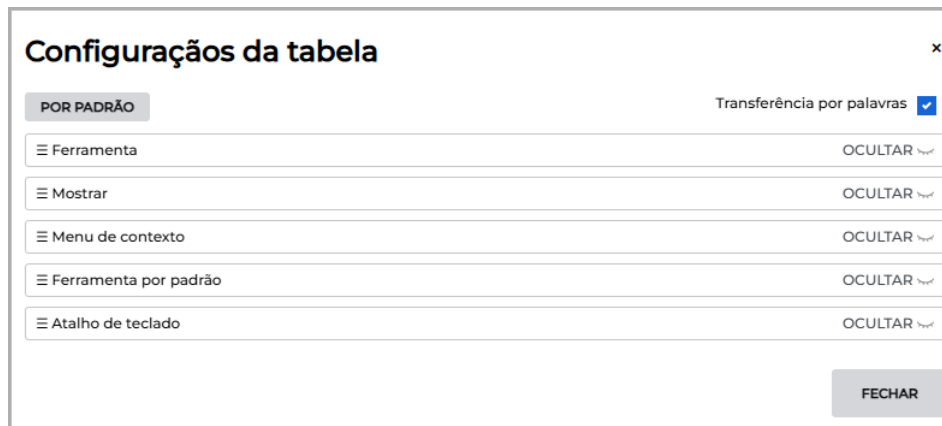 Configuraçãos da tabela
×
POR PADRÃO
Transferência por palavras
Ferramenta OCULTAR
Mostrar OCULTAR
Menu de contexto OCULTAR
Ferramenta por padrão OCULTAR
Atalho de teclado OCULTAR
FECHAR